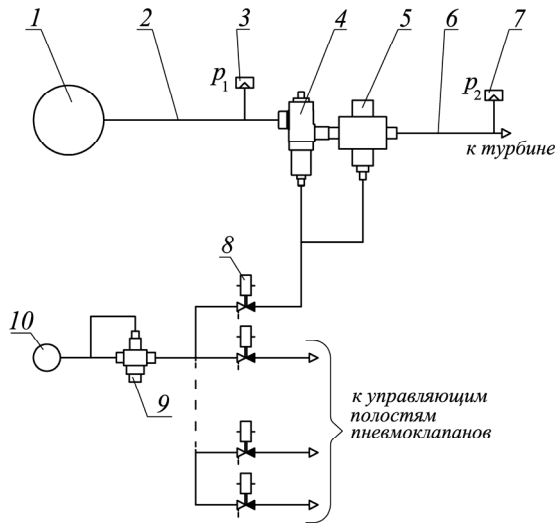 1
2
3
4
5
6
7
p1
p2
к турбине
8
10
9
к управляющим
полостям
пневмоклапанов